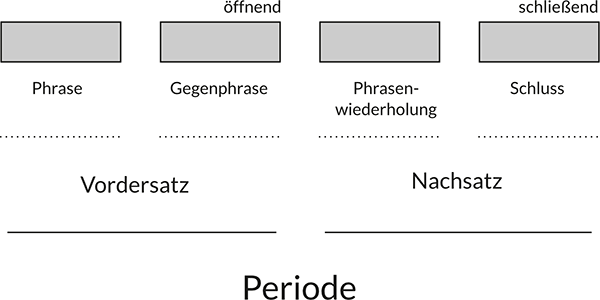 öffnend
schließend
Phrase
Gegenphrase
Phrasen-
wiederholung
Schluss
Vordersatz
Nachsatz
Periode